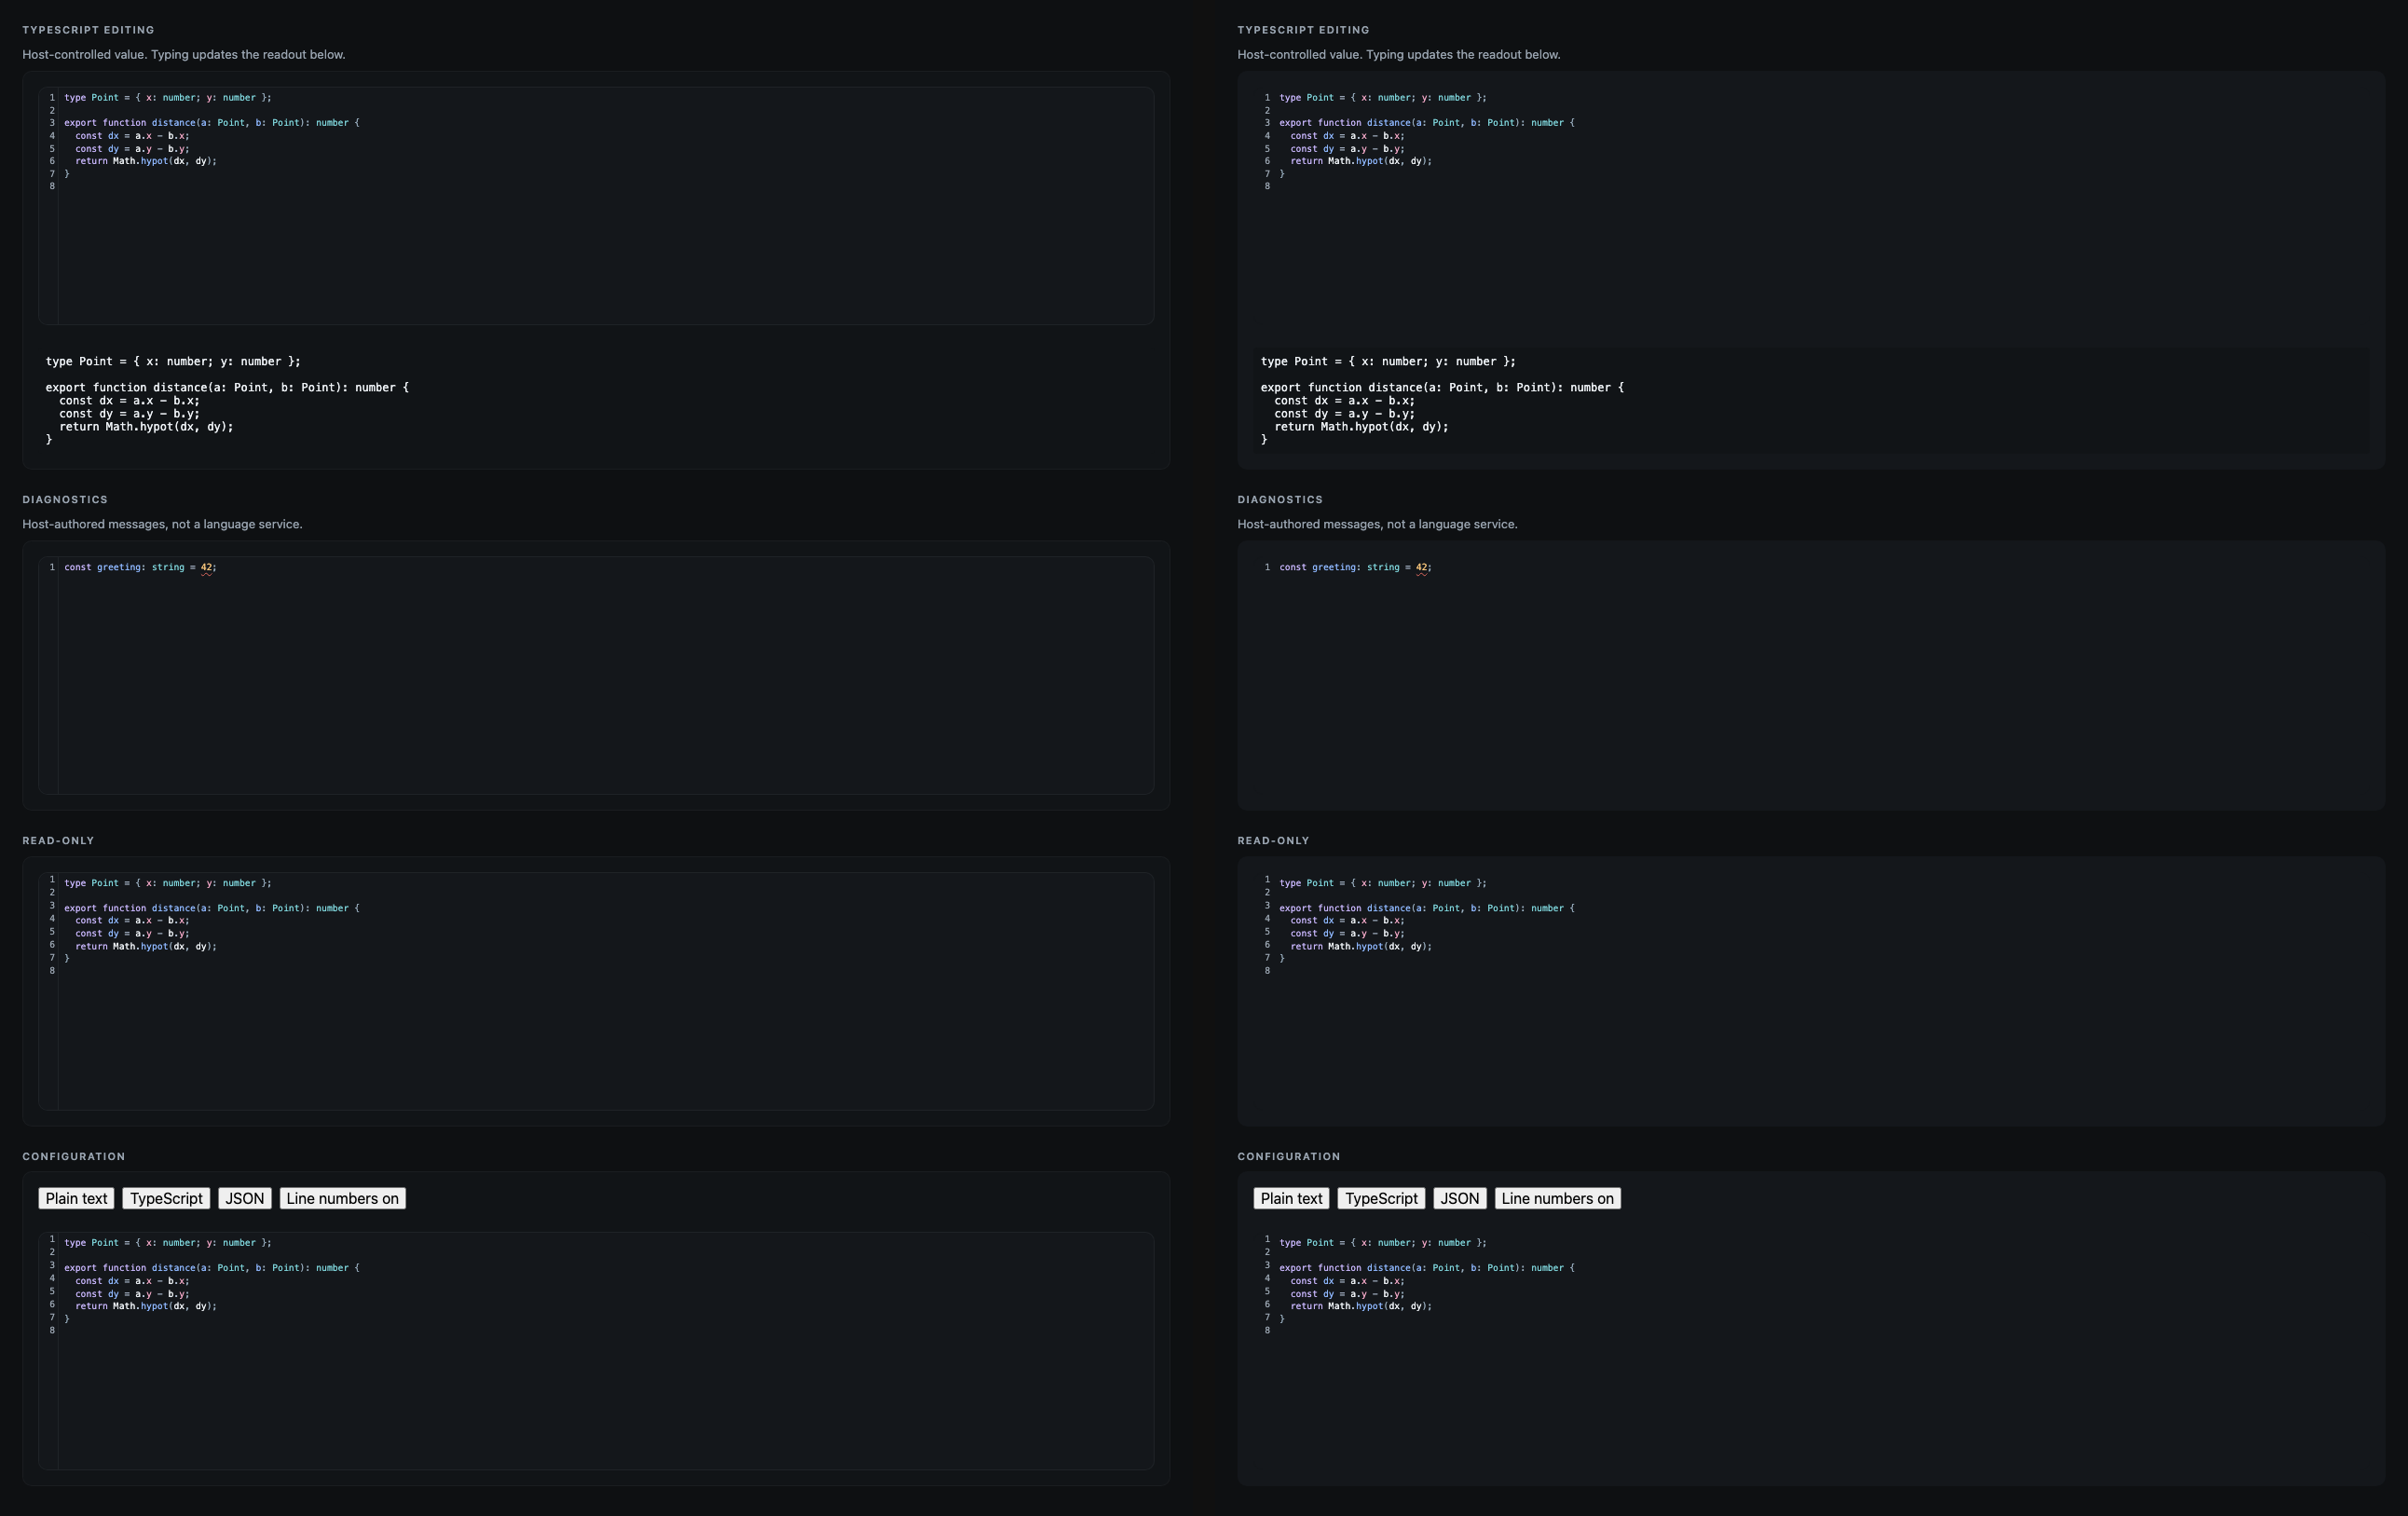 TYPESCRIPT EDITING
Host-controlled value. Typing updates the readout below.
1 type Point = { x: number; y: number };
2
3 export function distance(a: Point, b: Point): number {
4   const dx = a.x - b.x;
5   const dy = a.y - b.y;
6   return Math.hypot(dx, dy);
7 }
8
type Point = { x: number; y: number };
export function distance(a: Point, b: Point): number {
  const dx = a.x - b.x;
  const dy = a.y - b.y;
  return Math.hypot(dx, dy);
}
DIAGNOSTICS
Host-authored messages, not a language service.
1 const greeting: string = 42;
READ-ONLY
1 type Point = { x: number; y: number };
2
3 export function distance(a: Point, b: Point): number {
4   const dx = a.x - b.x;
5   const dy = a.y - b.y;
6   return Math.hypot(dx, dy);
7 }
8
CONFIGURATION
Plain text TypeScript JSON Line numbers on
1 type Point = { x: number; y: number };
2
3 export function distance(a: Point, b: Point): number {
4   const dx = a.x - b.x;
5   const dy = a.y - b.y;
6   return Math.hypot(dx, dy);
7 }
8
TYPESCRIPT EDITING
Host-controlled value. Typing updates the readout below.
1 type Point = { x: number; y: number };
2
3 export function distance(a: Point, b: Point): number {
4   const dx = a.x - b.x;
5   const dy = a.y - b.y;
6   return Math.hypot(dx, dy);
7 }
8
type Point = { x: number; y: number };
export function distance(a: Point, b: Point): number {
  const dx = a.x - b.x;
  const dy = a.y - b.y;
  return Math.hypot(dx, dy);
}
DIAGNOSTICS
Host-authored messages, not a language service.
1 const greeting: string = 42;
READ-ONLY
1 type Point = { x: number; y: number };
2
3 export function distance(a: Point, b: Point): number {
4   const dx = a.x - b.x;
5   const dy = a.y - b.y;
6   return Math.hypot(dx, dy);
7 }
8
CONFIGURATION
Plain text TypeScript JSON Line numbers on
1 type Point = { x: number; y: number };
2
3 export function distance(a: Point, b: Point): number {
4   const dx = a.x - b.x;
5   const dy = a.y - b.y;
6   return Math.hypot(dx, dy);
7 }
8